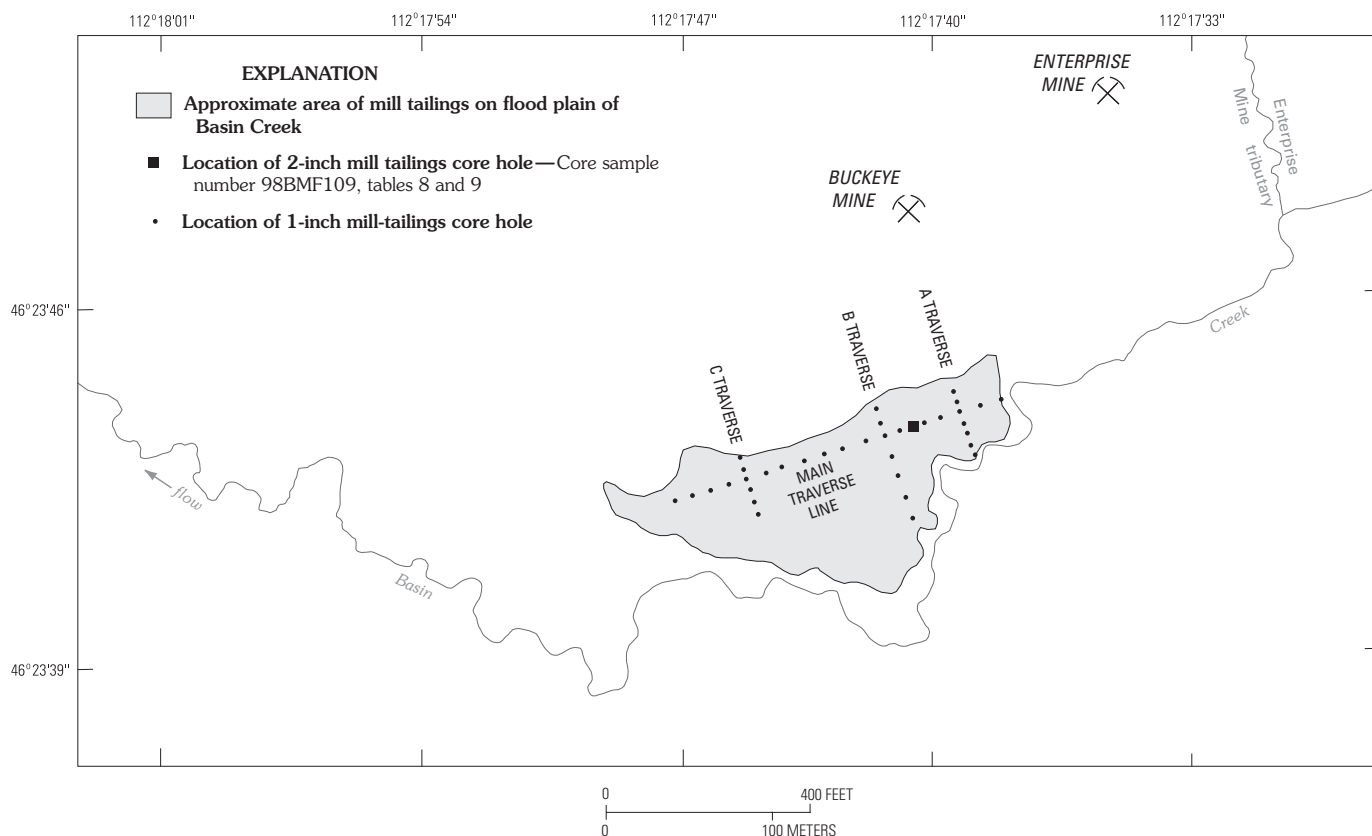 112°18'01"
112°17'54"
112°17'47"
112°17'40"
112°17'33"
EXPLANATION
Approximate area of mill tailings on flood plain of
Basin Creek
Location of 2-inch mill tailings core hole—Core sample
number 98BMF109, tables 8 and 9
Location of 1-inch mill-tailings core hole
ENTERPRISE
MINE
BUCKEYE
MINE
Enterprise
Mine tributary
46°23'46"
Creek
A TRAVERSE
B TRAVERSE
C TRAVERSE
MAIN
TRAVERSE
LINE
flow
Basin
46°23'39"
0
400 FEET
0
100 METERS